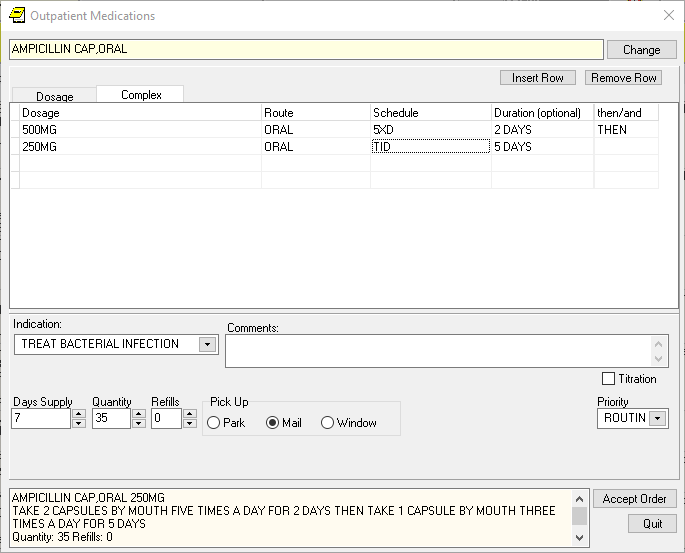 Outpatient Medications
AMPICILLIN CAP,ORAL
Change
Insert Row
Remove Row
Dosage
Complex
Dosage Route Schedule Duration (optional) then/and
500MG ORAL 5XD 2 DAYS THEN
250MG ORAL TID 5 DAYS
Indication:
TREAT BACTERIAL INFECTION
Comments:
Titration
Days Supply Quantity Refills Pick Up Priority
7 35 0 Park Mail Window ROUTIN
AMPICILLIN CAP,ORAL 250MG
TAKE 2 CAPSULES BY MOUTH FIVE TIMES A DAY FOR 2 DAYS THEN TAKE 1 CAPSULE BY MOUTH THREE
TIMES A DAY FOR 5 DAYS
Quantity: 35 Refills: 0
Accept Order
Quit